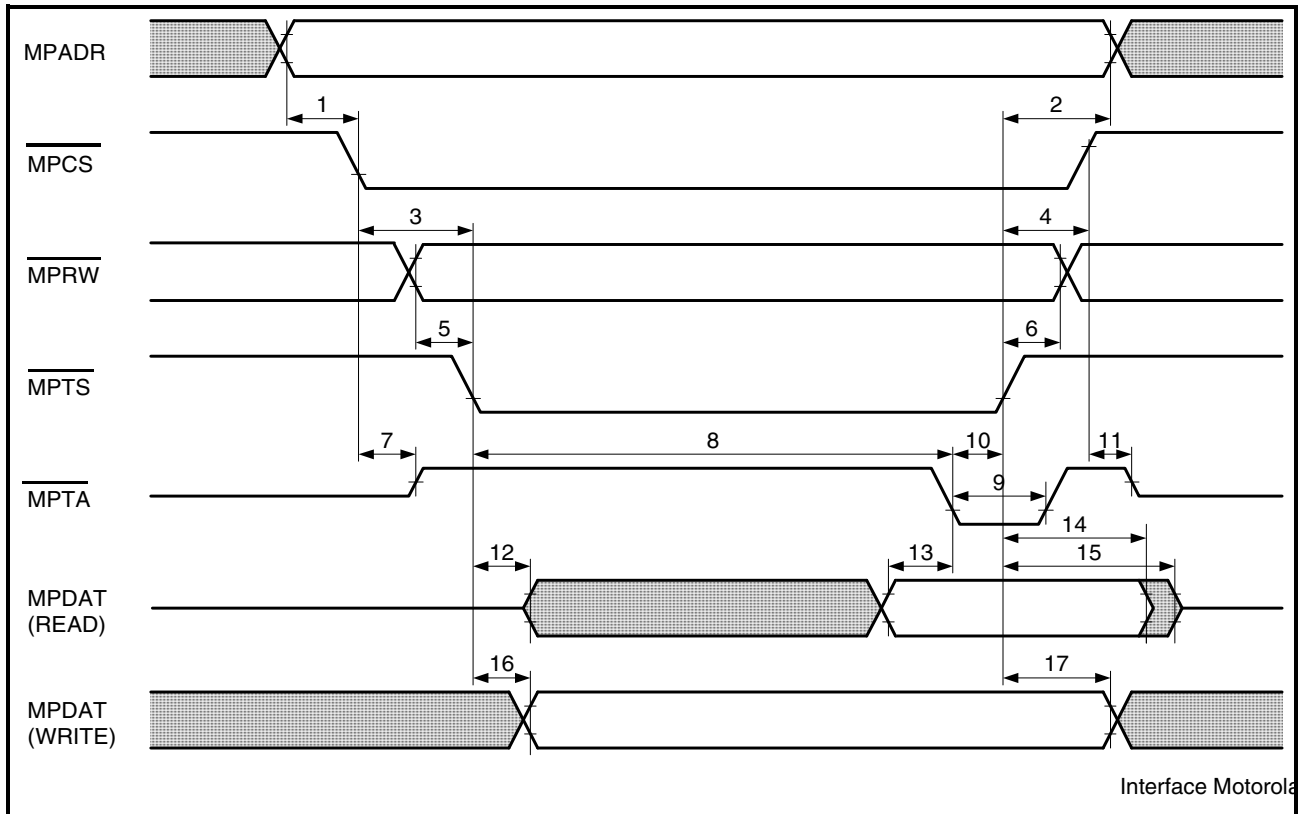 MPADR
1
2
MPCS
3
4
MPRW
5
6
MPTS
7
8
10
11
MPTA
9
14
12
13
15
MPDAT
(READ)
16
17
MPDAT
(WRITE)
Interface Motorola